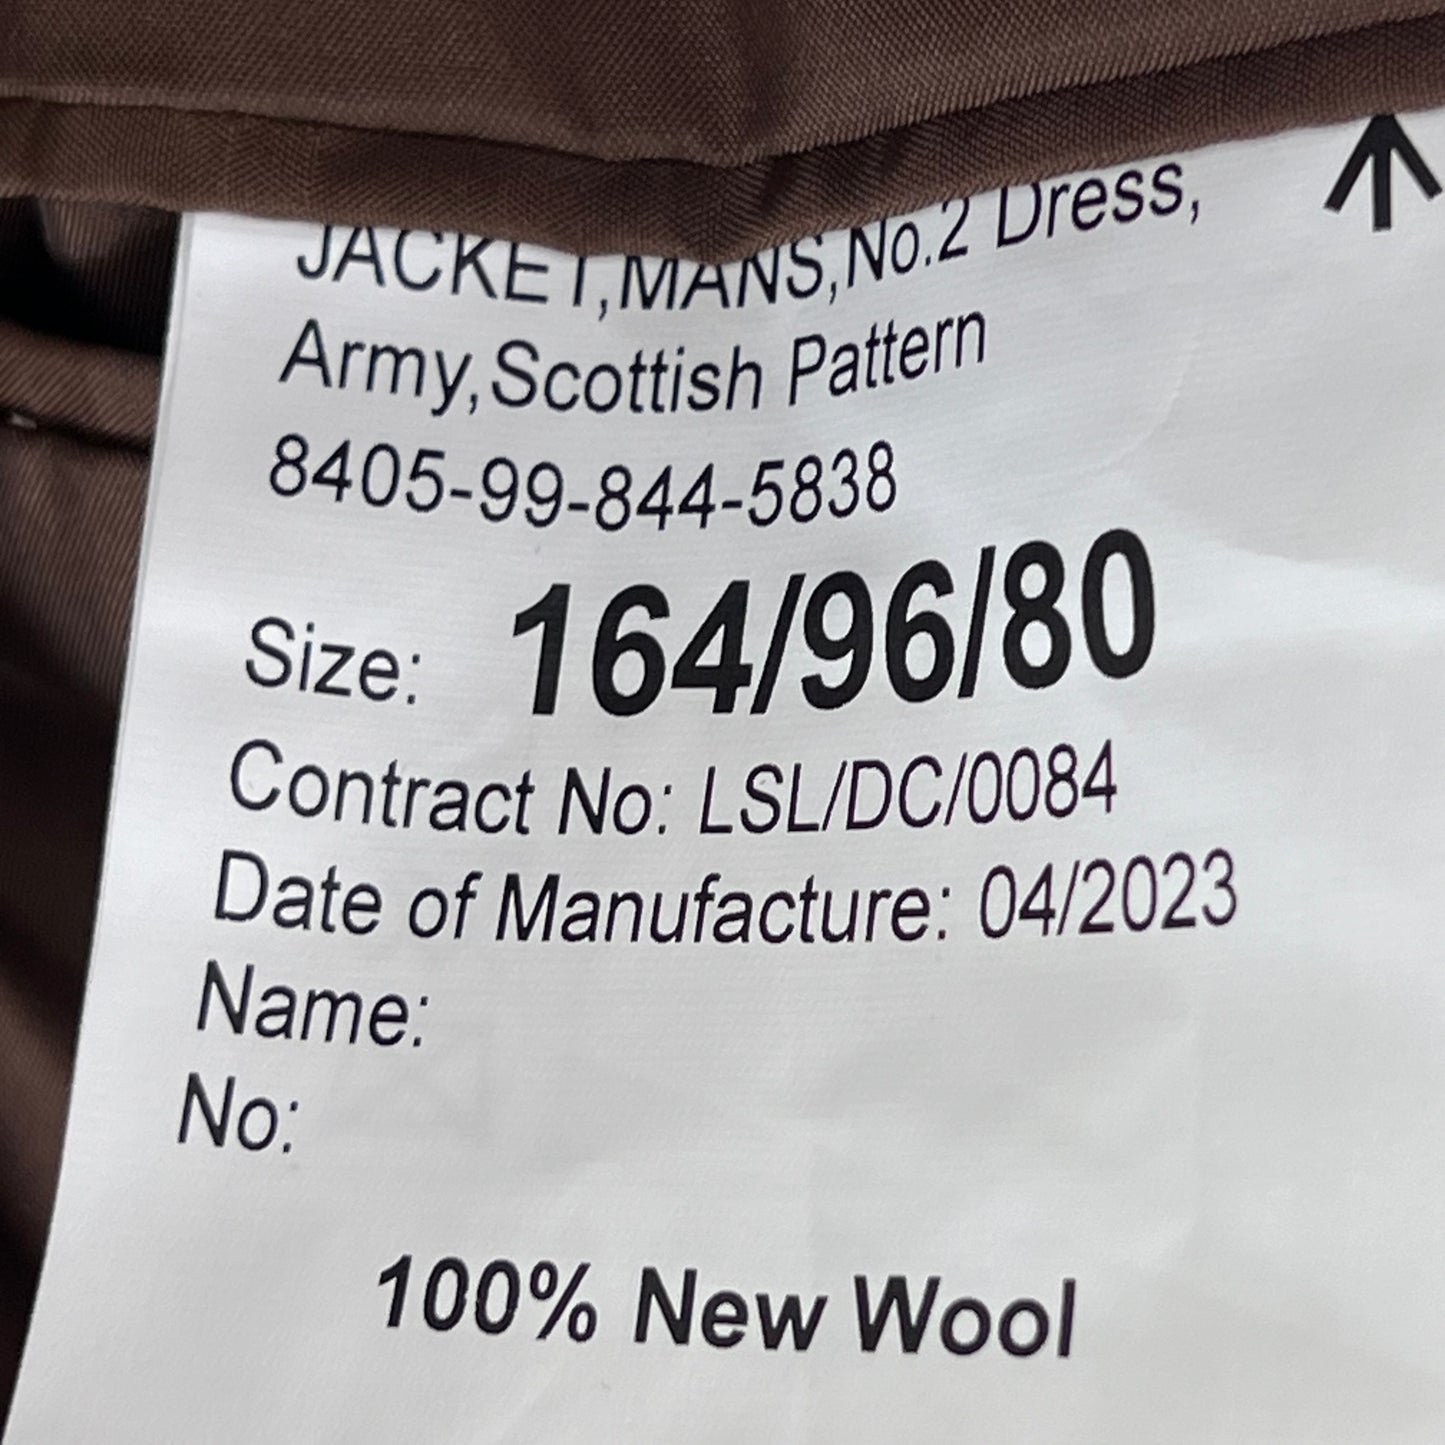 JACKET,MANS,No.2 Dress,
Army,Scottish Pattern
8405-99-844-5838
Size: 164/96/80
Contract No: LSL/DC/0084
Date of Manufacture: 04/2023
Name:
No:
100% New Wool